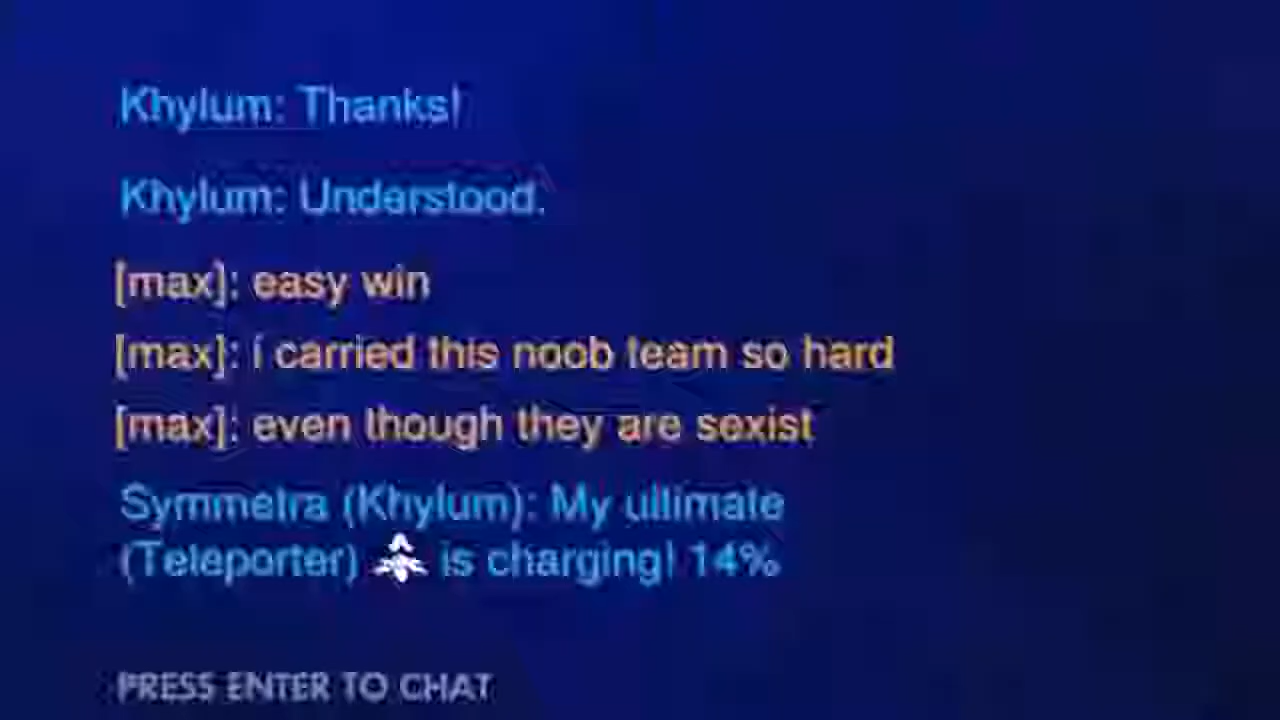 Khylum: Thanks!
Khylum: Understood.
[max]: easy win
[max]: i carried this noob team so hard
[max]: even though they are sexist
Symmetra (Khylum): My ultimate
(Teleporter) is charging! 14%
PRESS ENTER TO CHAT